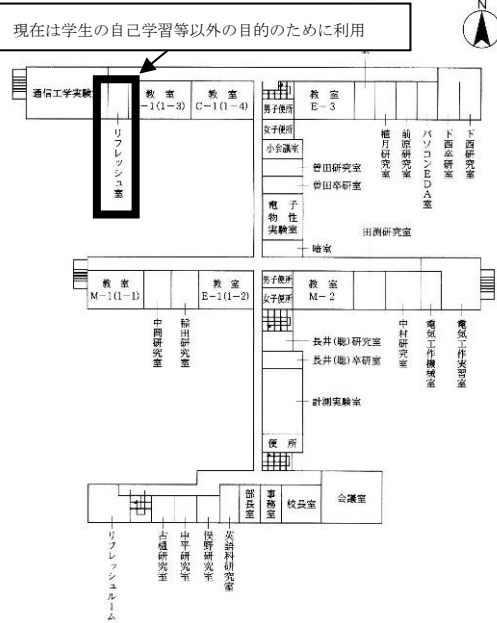 現在は学生の自己学習等以外の目的のために利用
N
通信工学実験
教室
-1(1-3)
教室
C-1(1-4)
男子便所
女子便所
小会議室
教室
E-3
リフレッシュ室
植月研究室
前原研究室
パソコンEDA室
下西卒研室
下西研究室
曽田研究室
曽田卒研室
電子
物性
実験室
暗室
田渕研究室
教室
M-1(1-1)
教室
E-1(1-2)
男子便所
女子便所
教室
M-2
中岡研究室
稲田研究室
中村研究室
電気工作機械室
電気工作実習室
長井(聡)研究室
長井(聡)卒研室
計測実験室
便所
部長室
事務室
校長室
会議室
リフレッシュルーム
古樋研究室
中平研究室
俣野研究室
英語科研究室